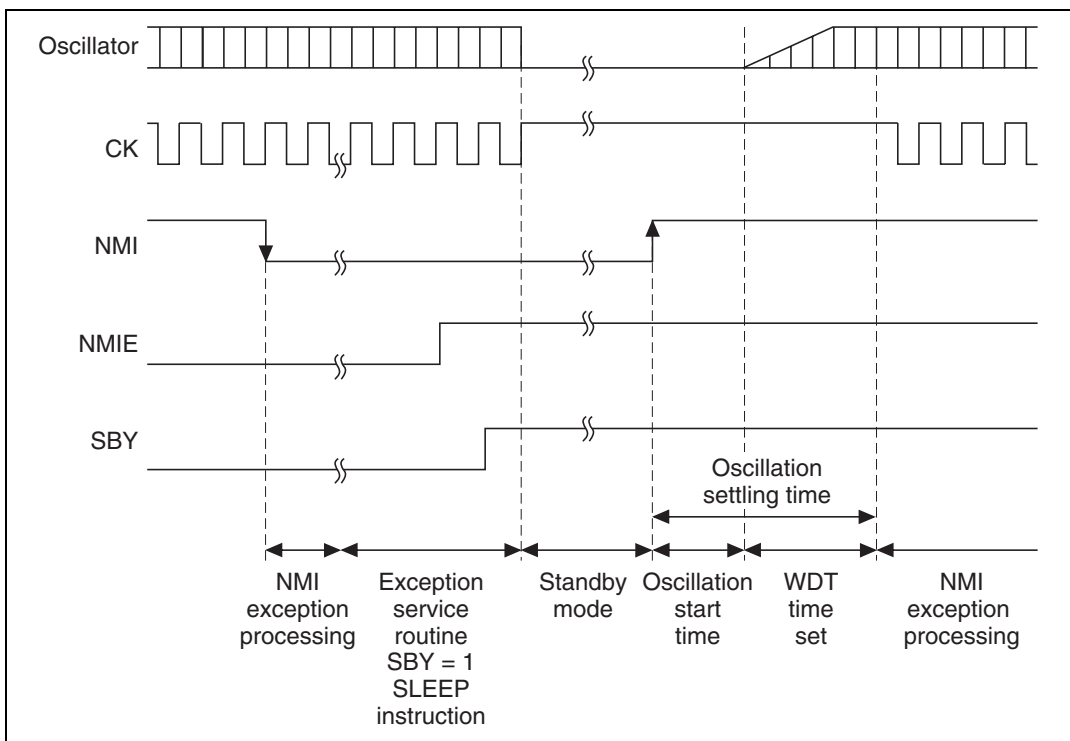 Oscillator
CK
NMI
NMIE
SBY
Oscillation
settling time
NMI
exception
processing
Exception
service
routine
SBY = 1
SLEEP
instruction
Standby
mode
Oscillation
start
time
WDT
time
set
NMI
exception
processing